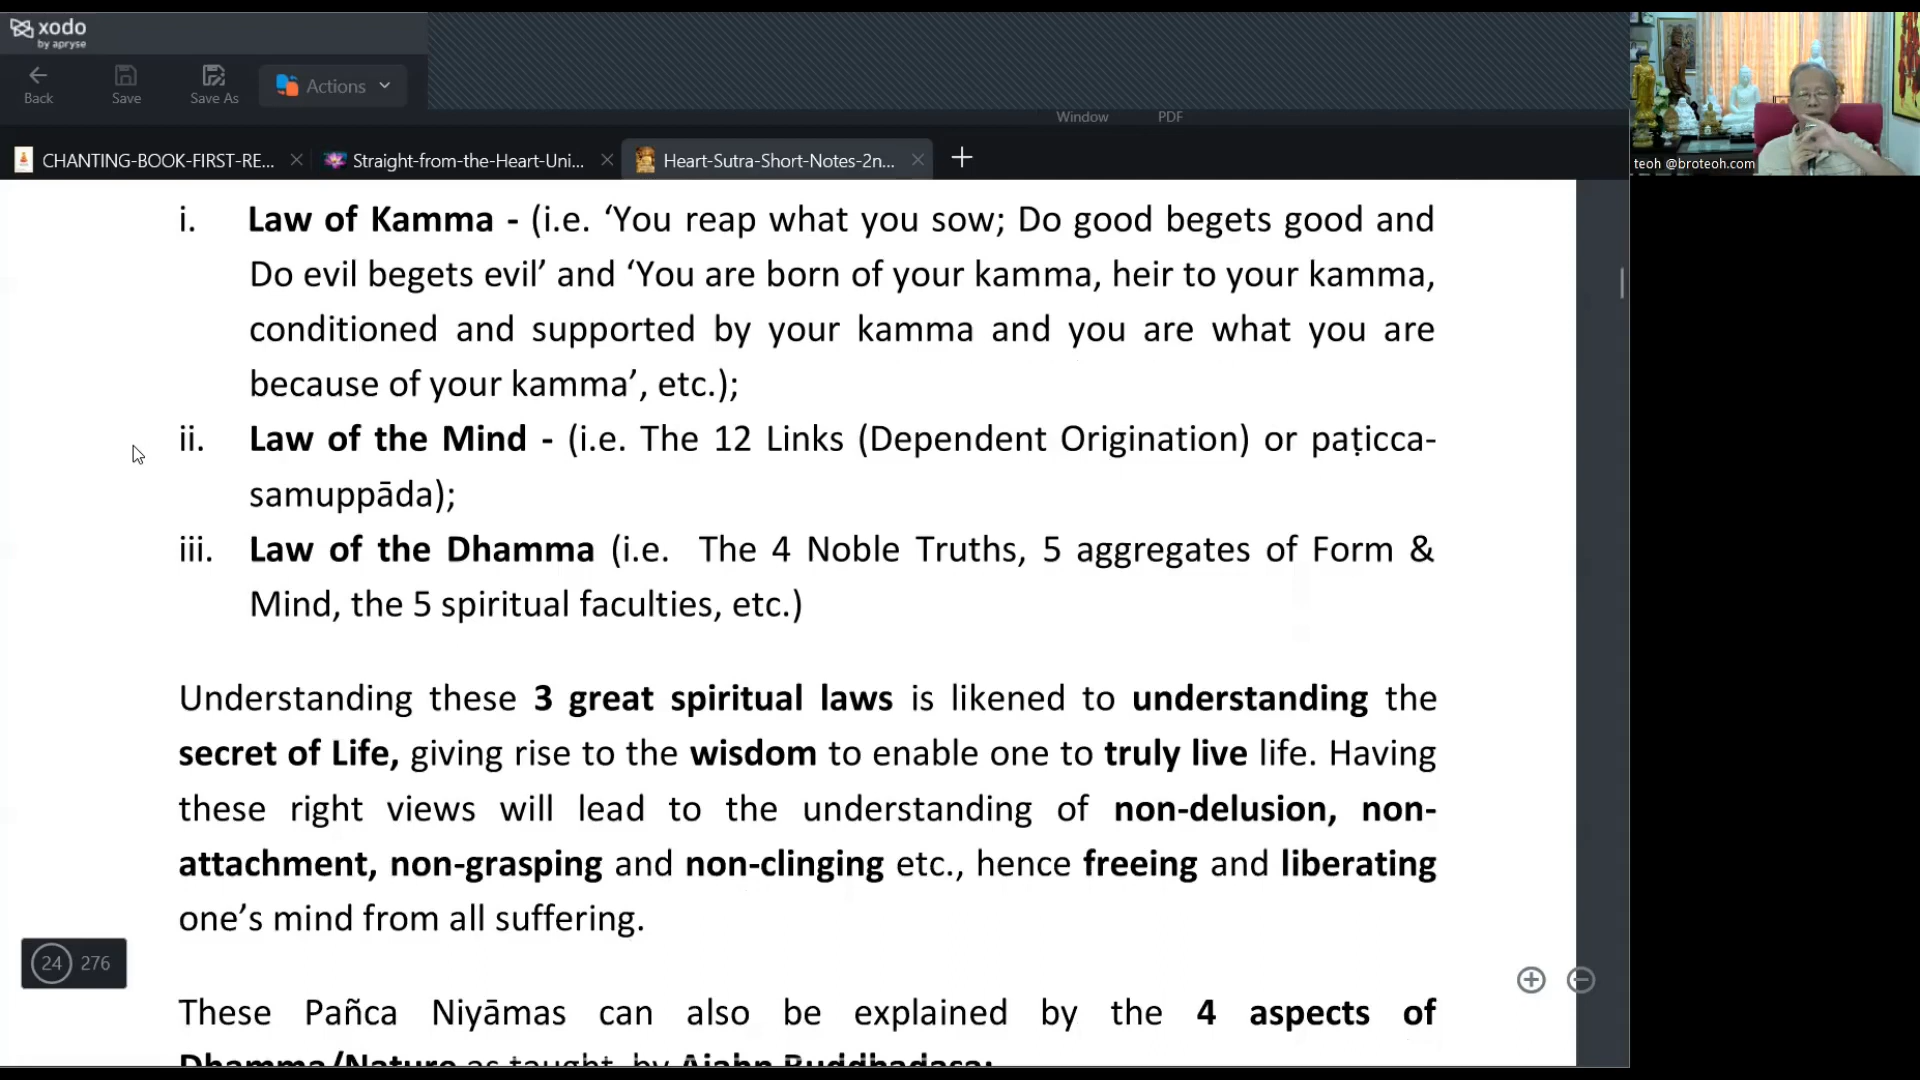 xodo
by apryse
Back
Save
Save As
Actions
Window
PDF
teoh @broteoh.com
CHANTING-BOOK-FIRST-RE...
Straight-from-the-Heart-Uni...
Heart-Sutra-Short-Notes-2n...
i. Law of Kamma - (i.e. ‘You reap what you sow; Do good begets good and
Do evil begets evil’ and ‘You are born of your kamma, heir to your kamma,
conditioned and supported by your kamma and you are what you are
because of your kamma’, etc.);
ii. Law of the Mind - (i.e. The 12 Links (Dependent Origination) or paṭicca-
samuppāda);
iii. Law of the Dhamma (i.e. The 4 Noble Truths, 5 aggregates of Form &
Mind, the 5 spiritual faculties, etc.)
Understanding these 3 great spiritual laws is likened to understanding the
secret of Life, giving rise to the wisdom to enable one to truly live life. Having
these right views will lead to the understanding of non-delusion, non-
attachment, non-grasping and non-clinging etc., hence freeing and liberating
one’s mind from all suffering.
24 276
These Pañca Niyāmas can also be explained by the 4 aspects of
Dhamma/Nature as taught by Ajahn Buddhadasa: